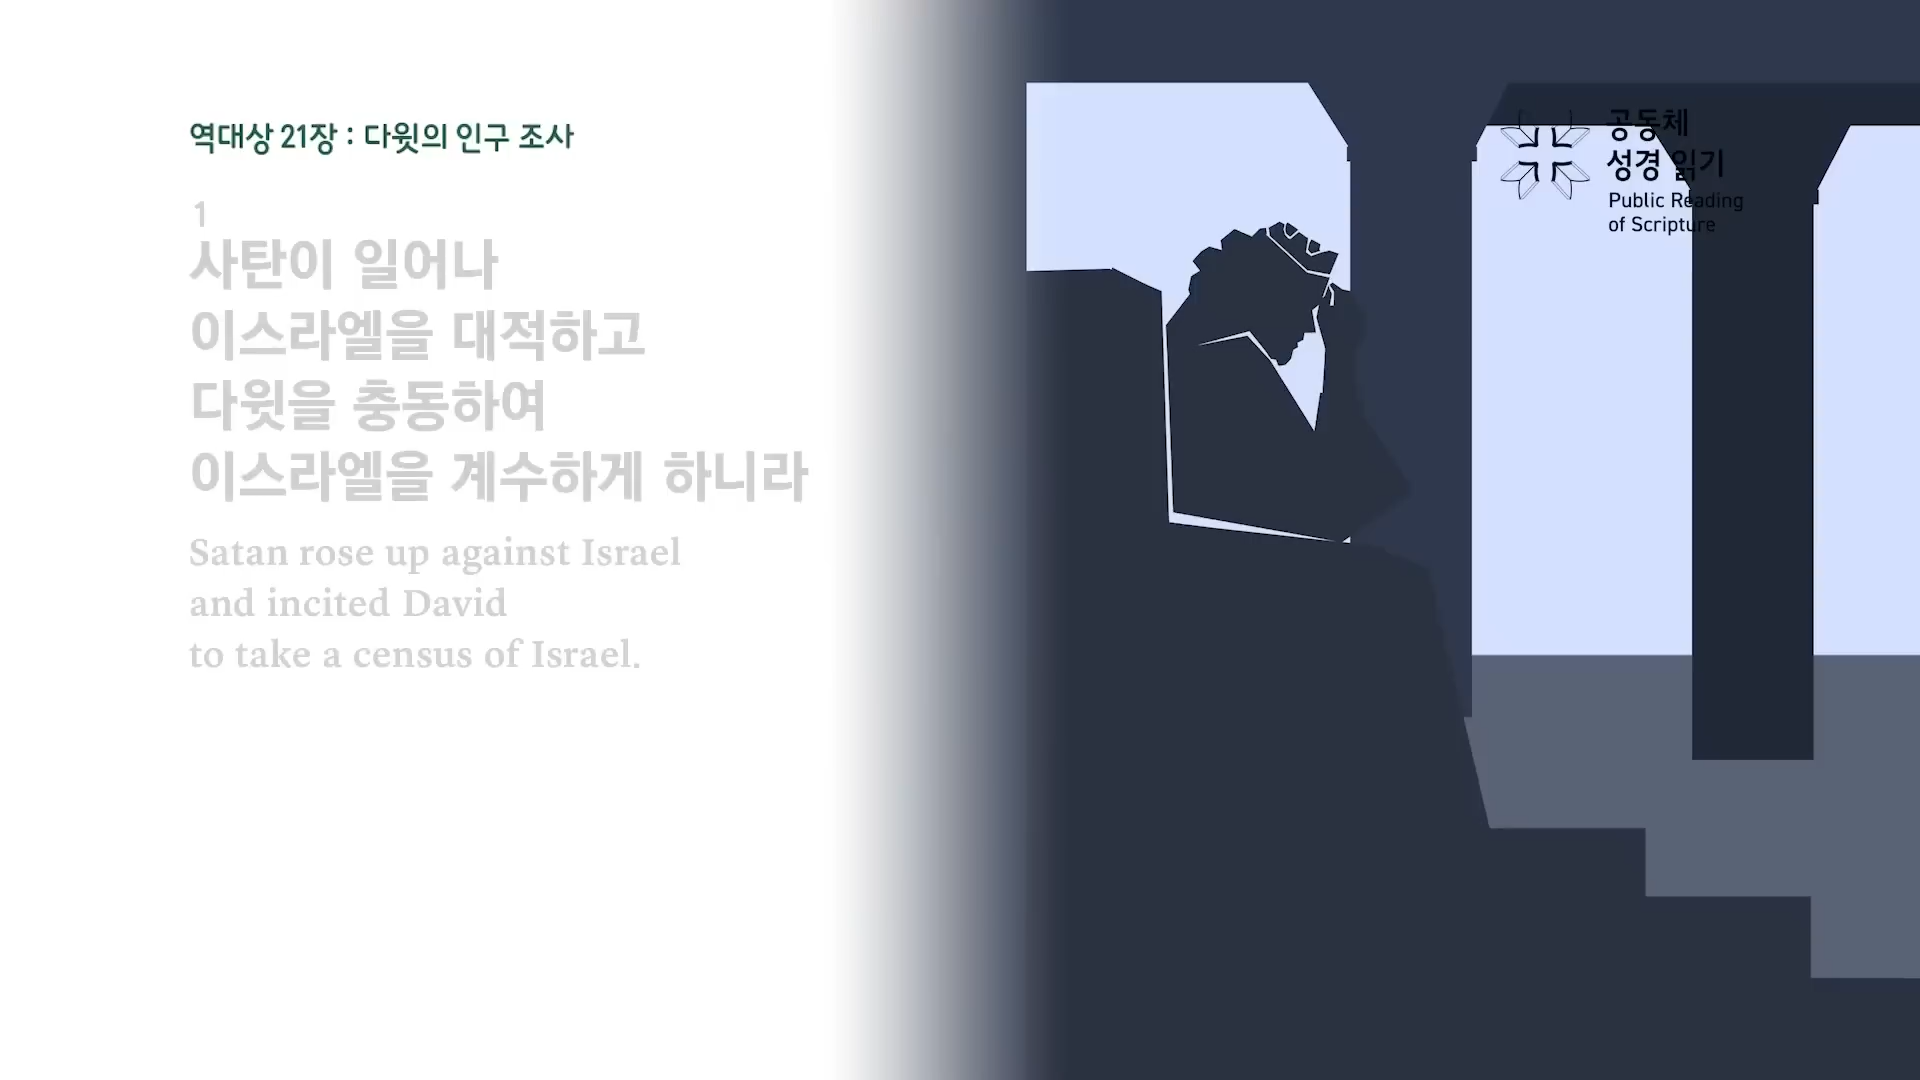 역대상 21장 : 다윗의 인구 조사
1
사탄이 일어나
이스라엘을 대적하고
다윗을 충동하여
이스라엘을 계수하게 하니라
Satan rose up against Israel
and incited David
to take a census of Israel.
공동체
성경 읽기
Public Reading
of Scripture